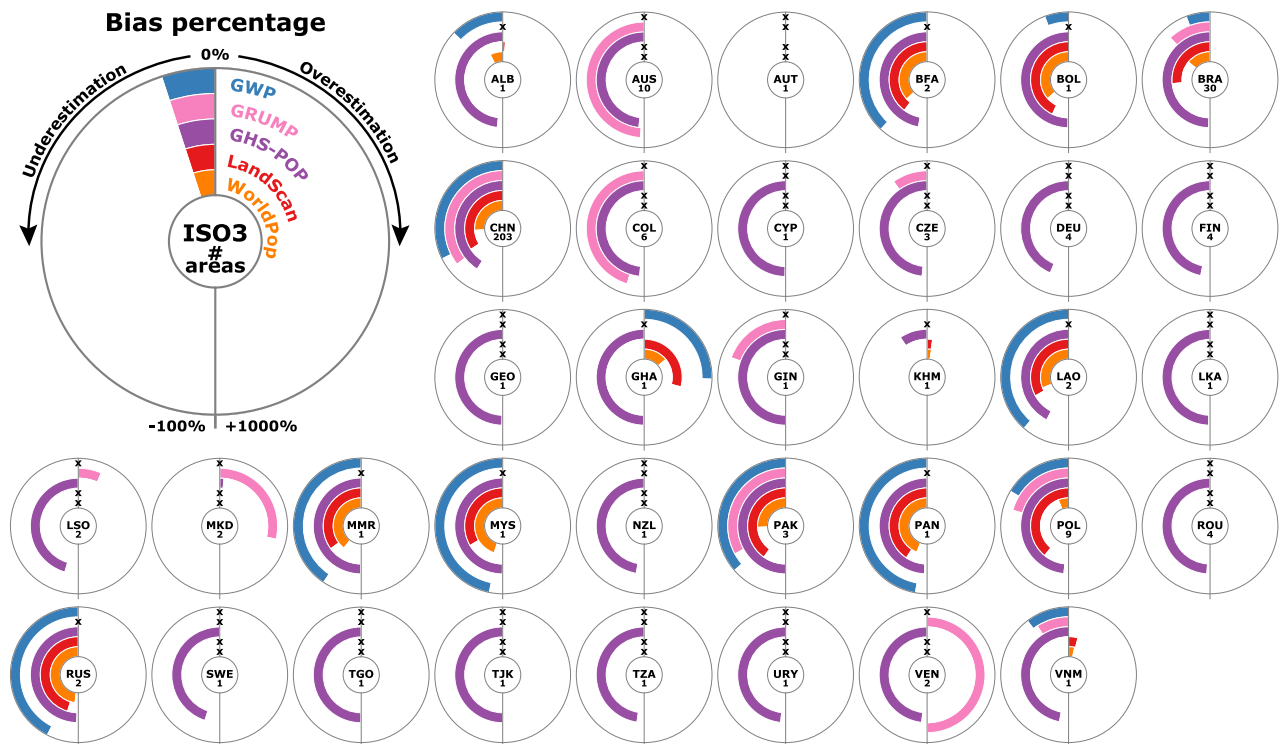 Bias percentage
0%
Underestimation
Overestimation
GWP
GRUMP
GHS-POP
LandScan
WorldPop
ISO3
#
areas
-100%
+1000%
ALB
1
AUS
10
AUT
1
BFA
2
BOL
1
BRA
30
CHN
203
COL
6
CYP
1
CZE
3
DEU
4
FIN
4
GEO
1
GHA
1
GIN
1
KHM
1
LAO
2
LKA
1
LSO
2
MKD
2
MMR
1
MYS
1
NZL
1
PAK
3
PAN
1
POL
9
ROU
4
RUS
2
SWE
1
TGO
1
TJK
1
TZA
1
URY
1
VEN
2
VNM
1